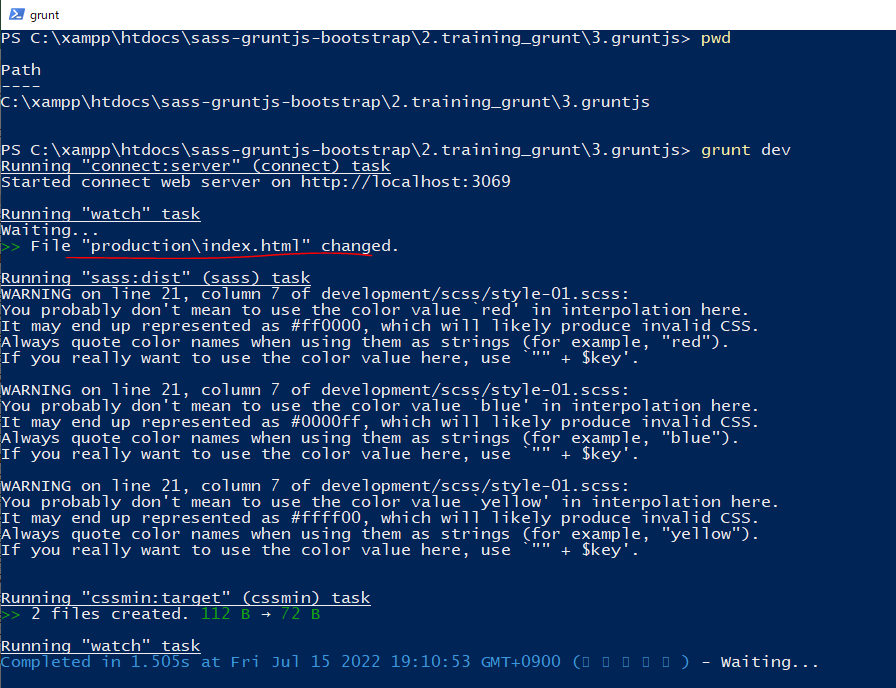 grunt
PS C:\xampp\htdocs\sass-gruntjs-bootstrap\2.training_grunt\3.gruntjs> pwd
Path
----
C:\xampp\htdocs\sass-gruntjs-bootstrap\2.training_grunt\3.gruntjs
PS C:\xampp\htdocs\sass-gruntjs-bootstrap\2.training_grunt\3.gruntjs> grunt dev
Running "connect:server" (connect) task
Started connect web server on http://localhost:3069
Running "watch" task
Waiting...
>> File "production\index.html" changed.
Running "sass:dist" (sass) task
WARNING on line 21, column 7 of development/scss/style-01.scss:
You probably don't mean to use the color value `red' in interpolation here.
It may end up represented as #ff0000, which will likely produce invalid CSS.
Always quote color names when using them as strings (for example, "red").
If you really want to use the color value here, use `"" + $key'.
WARNING on line 21, column 7 of development/scss/style-01.scss:
You probably don't mean to use the color value `blue' in interpolation here.
It may end up represented as #0000ff, which will likely produce invalid CSS.
Always quote color names when using them as strings (for example, "blue").
If you really want to use the color value here, use `"" + $key'.
WARNING on line 21, column 7 of development/scss/style-01.scss:
You probably don't mean to use the color value `yellow' in interpolation here.
It may end up represented as #ffff00, which will likely produce invalid CSS.
Always quote color names when using them as strings (for example, "yellow").
If you really want to use the color value here, use `"" + $key'.
Running "cssmin:target" (cssmin) task
>> 2 files created. 112 B → 72 B
Running "watch" task
Completed in 1.505s at Fri Jul 15 2022 19:10:53 GMT+0900 ( ) - Waiting...